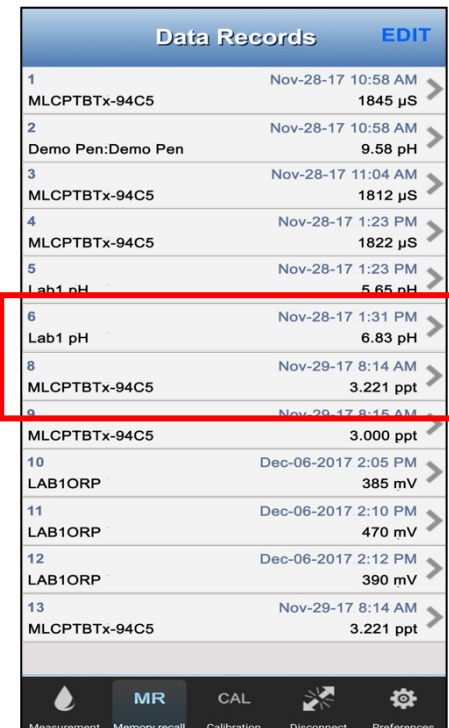 Data Records EDIT
1 Nov-28-17 10:58 AM
MLCPTBTx-94C5 1845 µS
2 Nov-28-17 10:58 AM
Demo Pen:Demo Pen 9.58 pH
3 Nov-28-17 11:04 AM
MLCPTBTx-94C5 1812 µS
4 Nov-28-17 1:23 PM
MLCPTBTx-94C5 1822 µS
5 Nov-28-17 1:23 PM
Lab1 pH 5.65 pH
6 Nov-28-17 1:31 PM
Lab1 pH 6.83 pH
8 Nov-29-17 8:14 AM
MLCPTBTx-94C5 3.221 ppt
9 Nov-29-17 8:15 AM
MLCPTBTx-94C5 3.000 ppt
10 Dec-06-2017 2:05 PM
LAB1ORP 385 mV
11 Dec-06-2017 2:10 PM
LAB1ORP 470 mV
12 Dec-06-2017 2:12 PM
LAB1ORP 390 mV
13 Nov-29-17 8:14 AM
MLCPTBTx-94C5 3.221 ppt
MR CAL
Measurement Memory recall Calibration Disconnect Preferences